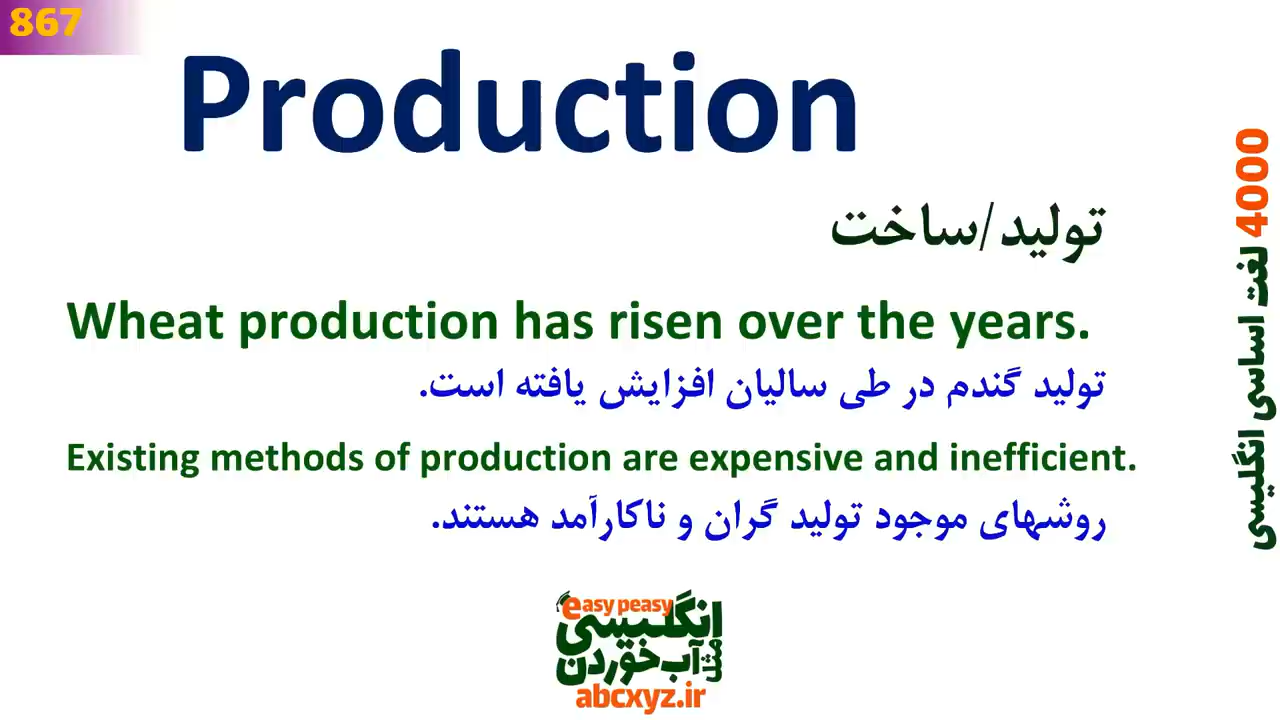 867
Production
تولید/ساخت
Wheat production has risen over the years.
تولید گندم در طی سالیان افزایش یافته است.
Existing methods of production are expensive and inefficient.
روشهای موجود تولید گران و ناکارآمد هستند.
4000 لغت اساسی انگلیسی
easy peasy
انگلیسی
مثل آب خوردن
abcxyz.ir